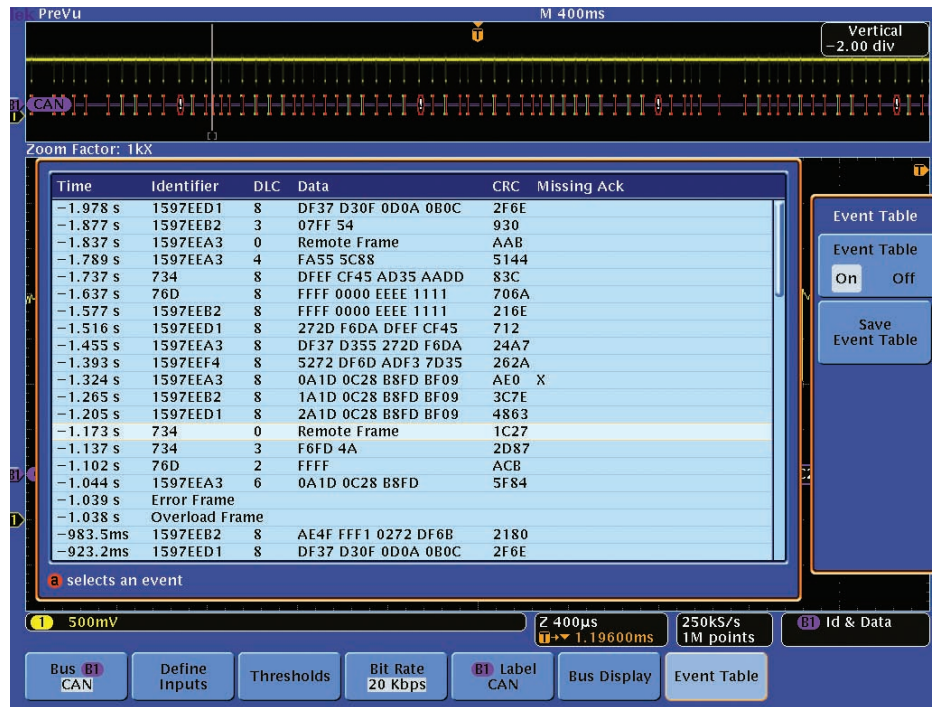 Tek PreVu M 400ms
Vertical
−2.00 div
T
B1 CAN
1
Zoom Factor: 1kX
T
Time Identifier DLC Data CRC Missing Ack
−1.978 s 1597EED1 8 DF37 D30F 0D0A 0B0C 2F6E
−1.877 s 1597EEB2 3 07FF 54 930
−1.837 s 1597EEA3 0 Remote Frame AAB
−1.789 s 1597EEA3 4 FA55 5C88 5144
−1.737 s 734 8 DFEF CF45 AD35 AADD 83C
−1.637 s 76D 8 FFFF 0000 EEEE 1111 706A
−1.577 s 1597EEB2 8 FFFF 0000 EEEE 1111 216E
−1.516 s 1597EED1 8 272D F6DA DFEF CF45 712
−1.455 s 1597EEA3 8 DF37 D355 272D F6DA 24A7
−1.393 s 1597EEF4 8 5272 DF6D ADF3 7D35 262A
−1.324 s 1597EEA3 8 0A1D 0C28 B8FD BF09 AE0 X
−1.265 s 1597EEB2 8 1A1D 0C28 B8FD BF09 3C7E
−1.205 s 1597EED1 8 2A1D 0C28 B8FD BF09 4863
−1.173 s 734 0 Remote Frame 1C27
−1.137 s 734 3 F6FD 4A 2D87
−1.102 s 76D 2 FFFF ACB
−1.044 s 1597EEA3 6 0A1D 0C28 B8FD 5F84
−1.039 s Error Frame
−1.038 s Overload Frame
−983.5ms 1597EEB2 8 AE4F FFF1 0272 DF6B 2180
−923.2ms 1597EED1 8 DF37 D30F 0D0A 0B0C 2F6E
a selects an event
Event Table
Event Table
On Off
Save
Event Table
B1
1
1 500mV
Z 400µs
T→▼ 1.19600ms
250kS/s
1M points
B1 Id & Data
Bus B1
CAN
Define
Inputs
Thresholds
Bit Rate
20 Kbps
B1 Label
CAN
Bus Display
Event Table